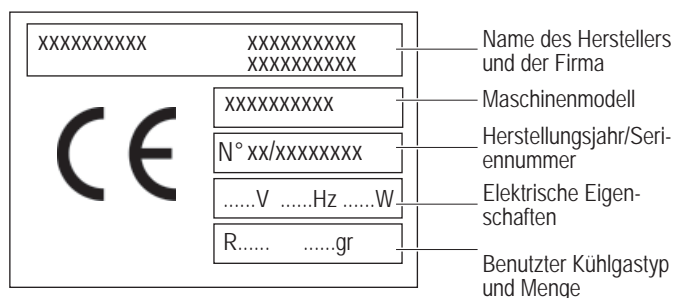 xxxxxxxxxx xxxxxxxxxx
xxxxxxxxxx
Name des Herstellers
und der Firma
xxxxxxxxxx
Maschinenmodell
CE
N° xx/xxxxxxxx
Herstellungsjahr/Seri-
ennummer
......V ......Hz ......W
Elektrische Eigen-
schaften
R...... ......gr
Benutzter Kühlgastyp
und Menge